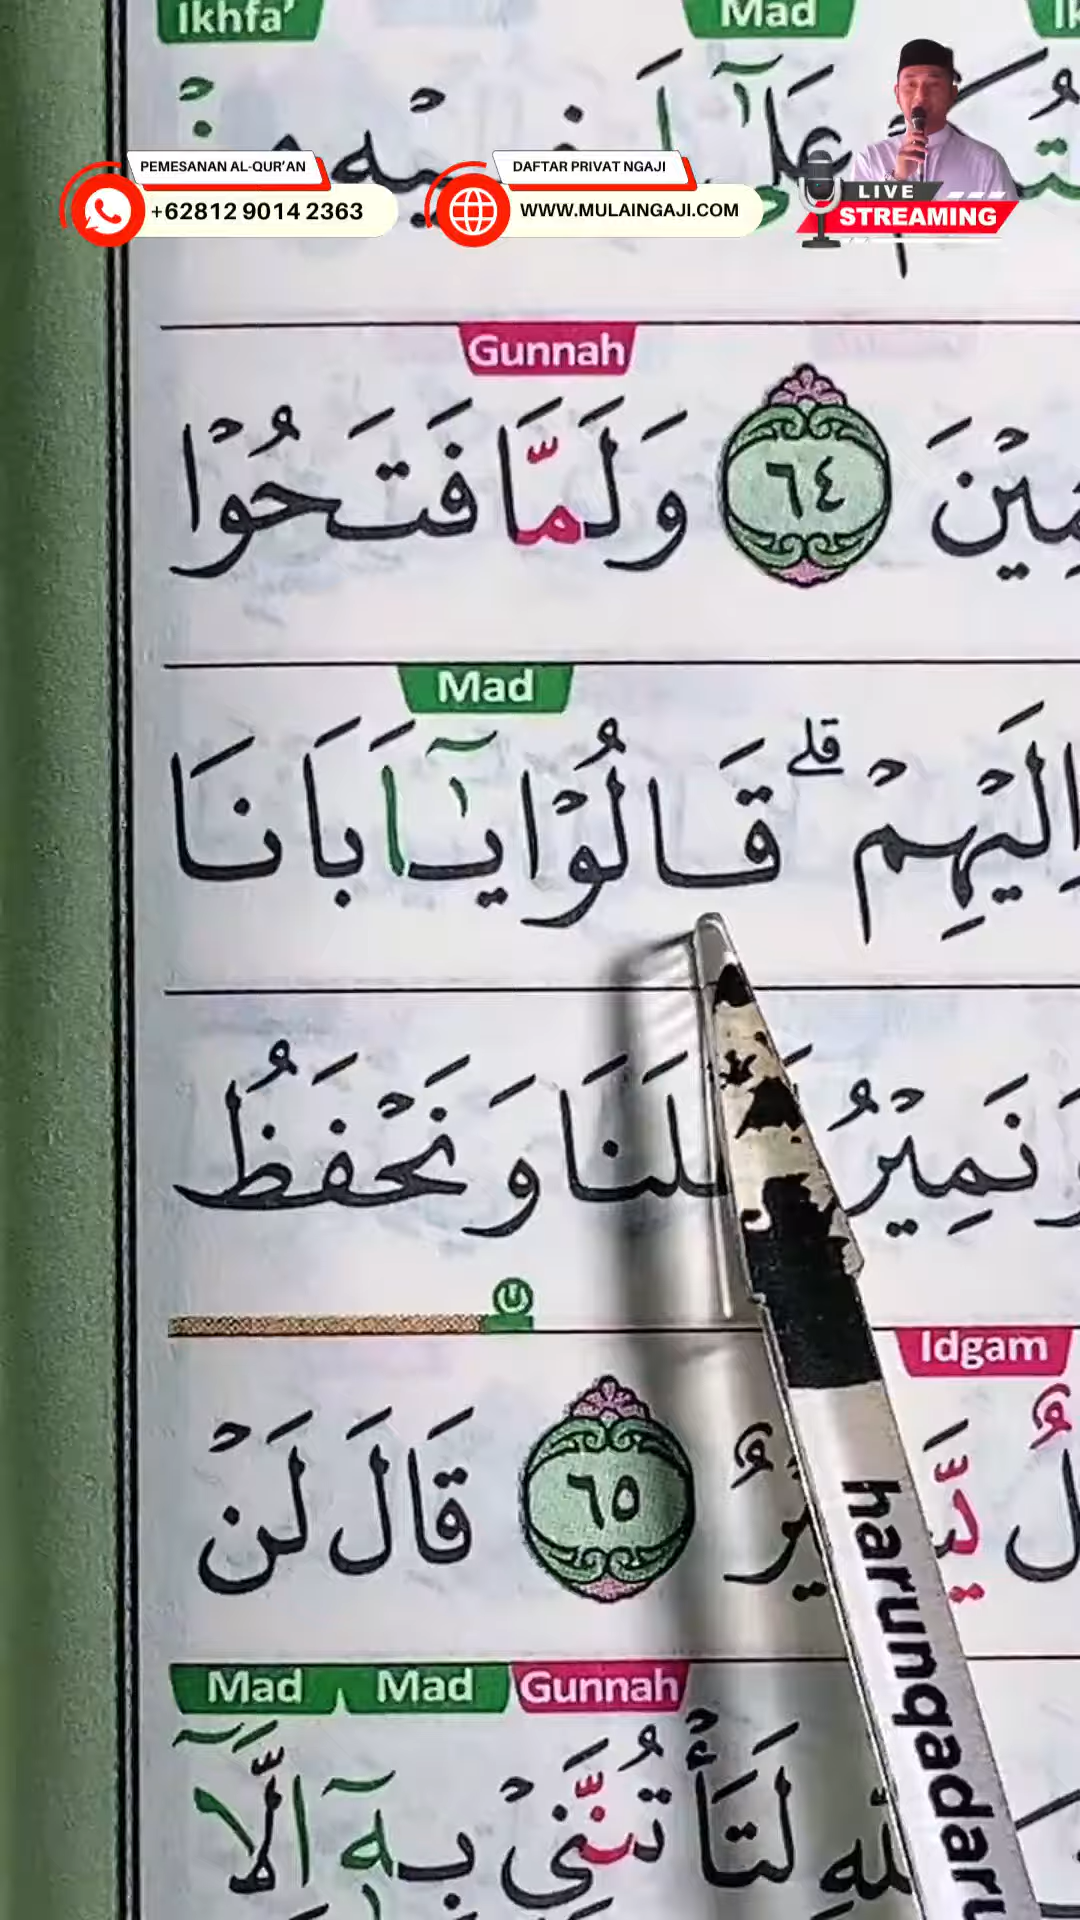 Ikhfa’ Mad
عَلٰٓى
PEMESANAN AL-QUR’AN
+62812 9014 2363
DAFTAR PRIVAT NGAJI
WWW.MULAINGAJI.COM
LIVE
STREAMING
Gunnah
٦٤ وَلَمَّا فَتَحُوْا
Mad
اِلَيْهِمْ ۗ قَالُوْا يٰٓاَبَانَا
وَنَحْفَظُ
Idgam
٦٥ قَالَ لَنْ
Mad Mad Gunnah
لَتَأْتُنَّنِيْ بِهٖٓ اِلَّآ
harunqadaru